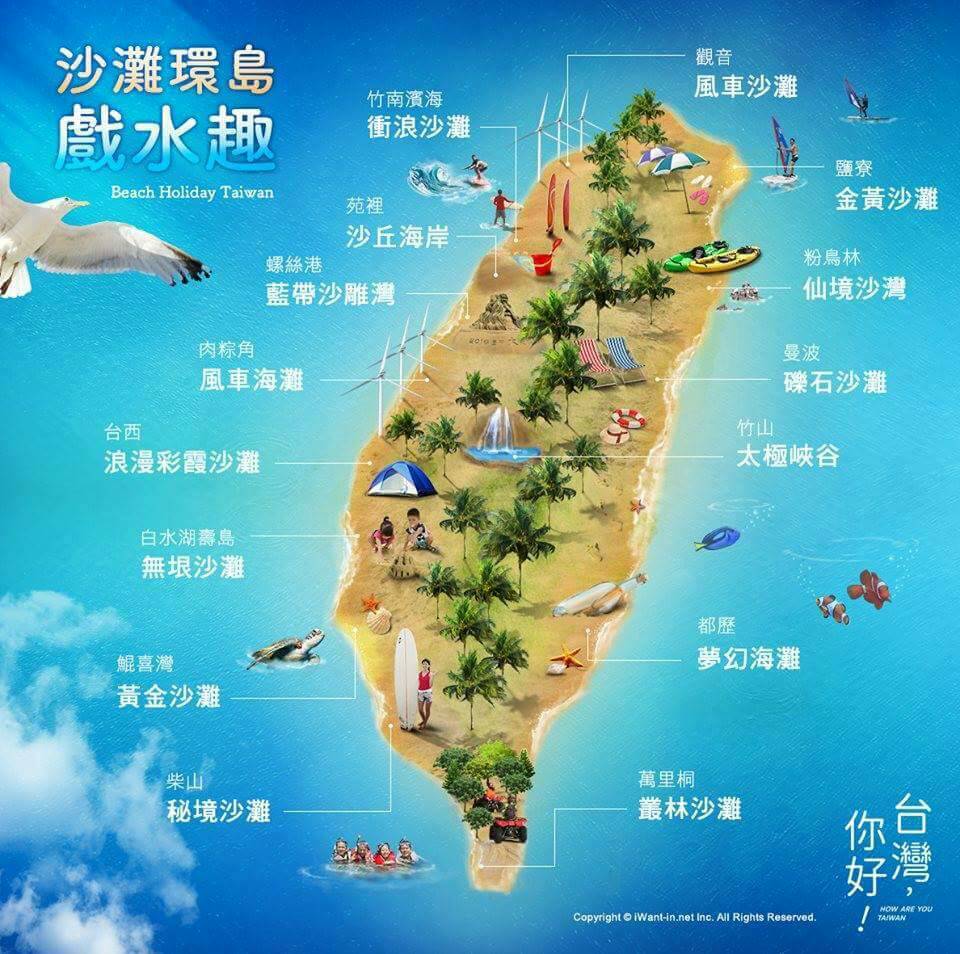 沙灘環島
戲水趣
Beach Holiday Taiwan
觀音
風車沙灘
竹南濱海
衝浪沙灘
鹽寮
金黃沙灘
苑裡
沙丘海岸
粉鳥林
仙境沙灣
螺絲港
藍帶沙雕灣
肉粽角
風車海灘
曼波
礫石沙灘
台西
浪漫彩霞沙灘
竹山
太極峽谷
白水湖壽島
無垠沙灘
都歷
夢幻海灘
鯤喜灣
黃金沙灘
柴山
秘境沙灘
萬里桐
叢林沙灘
台灣,
你好!
HOW ARE YOU
TAIWAN
Copyright © iWant-in.net Inc. All Rights Reserved.